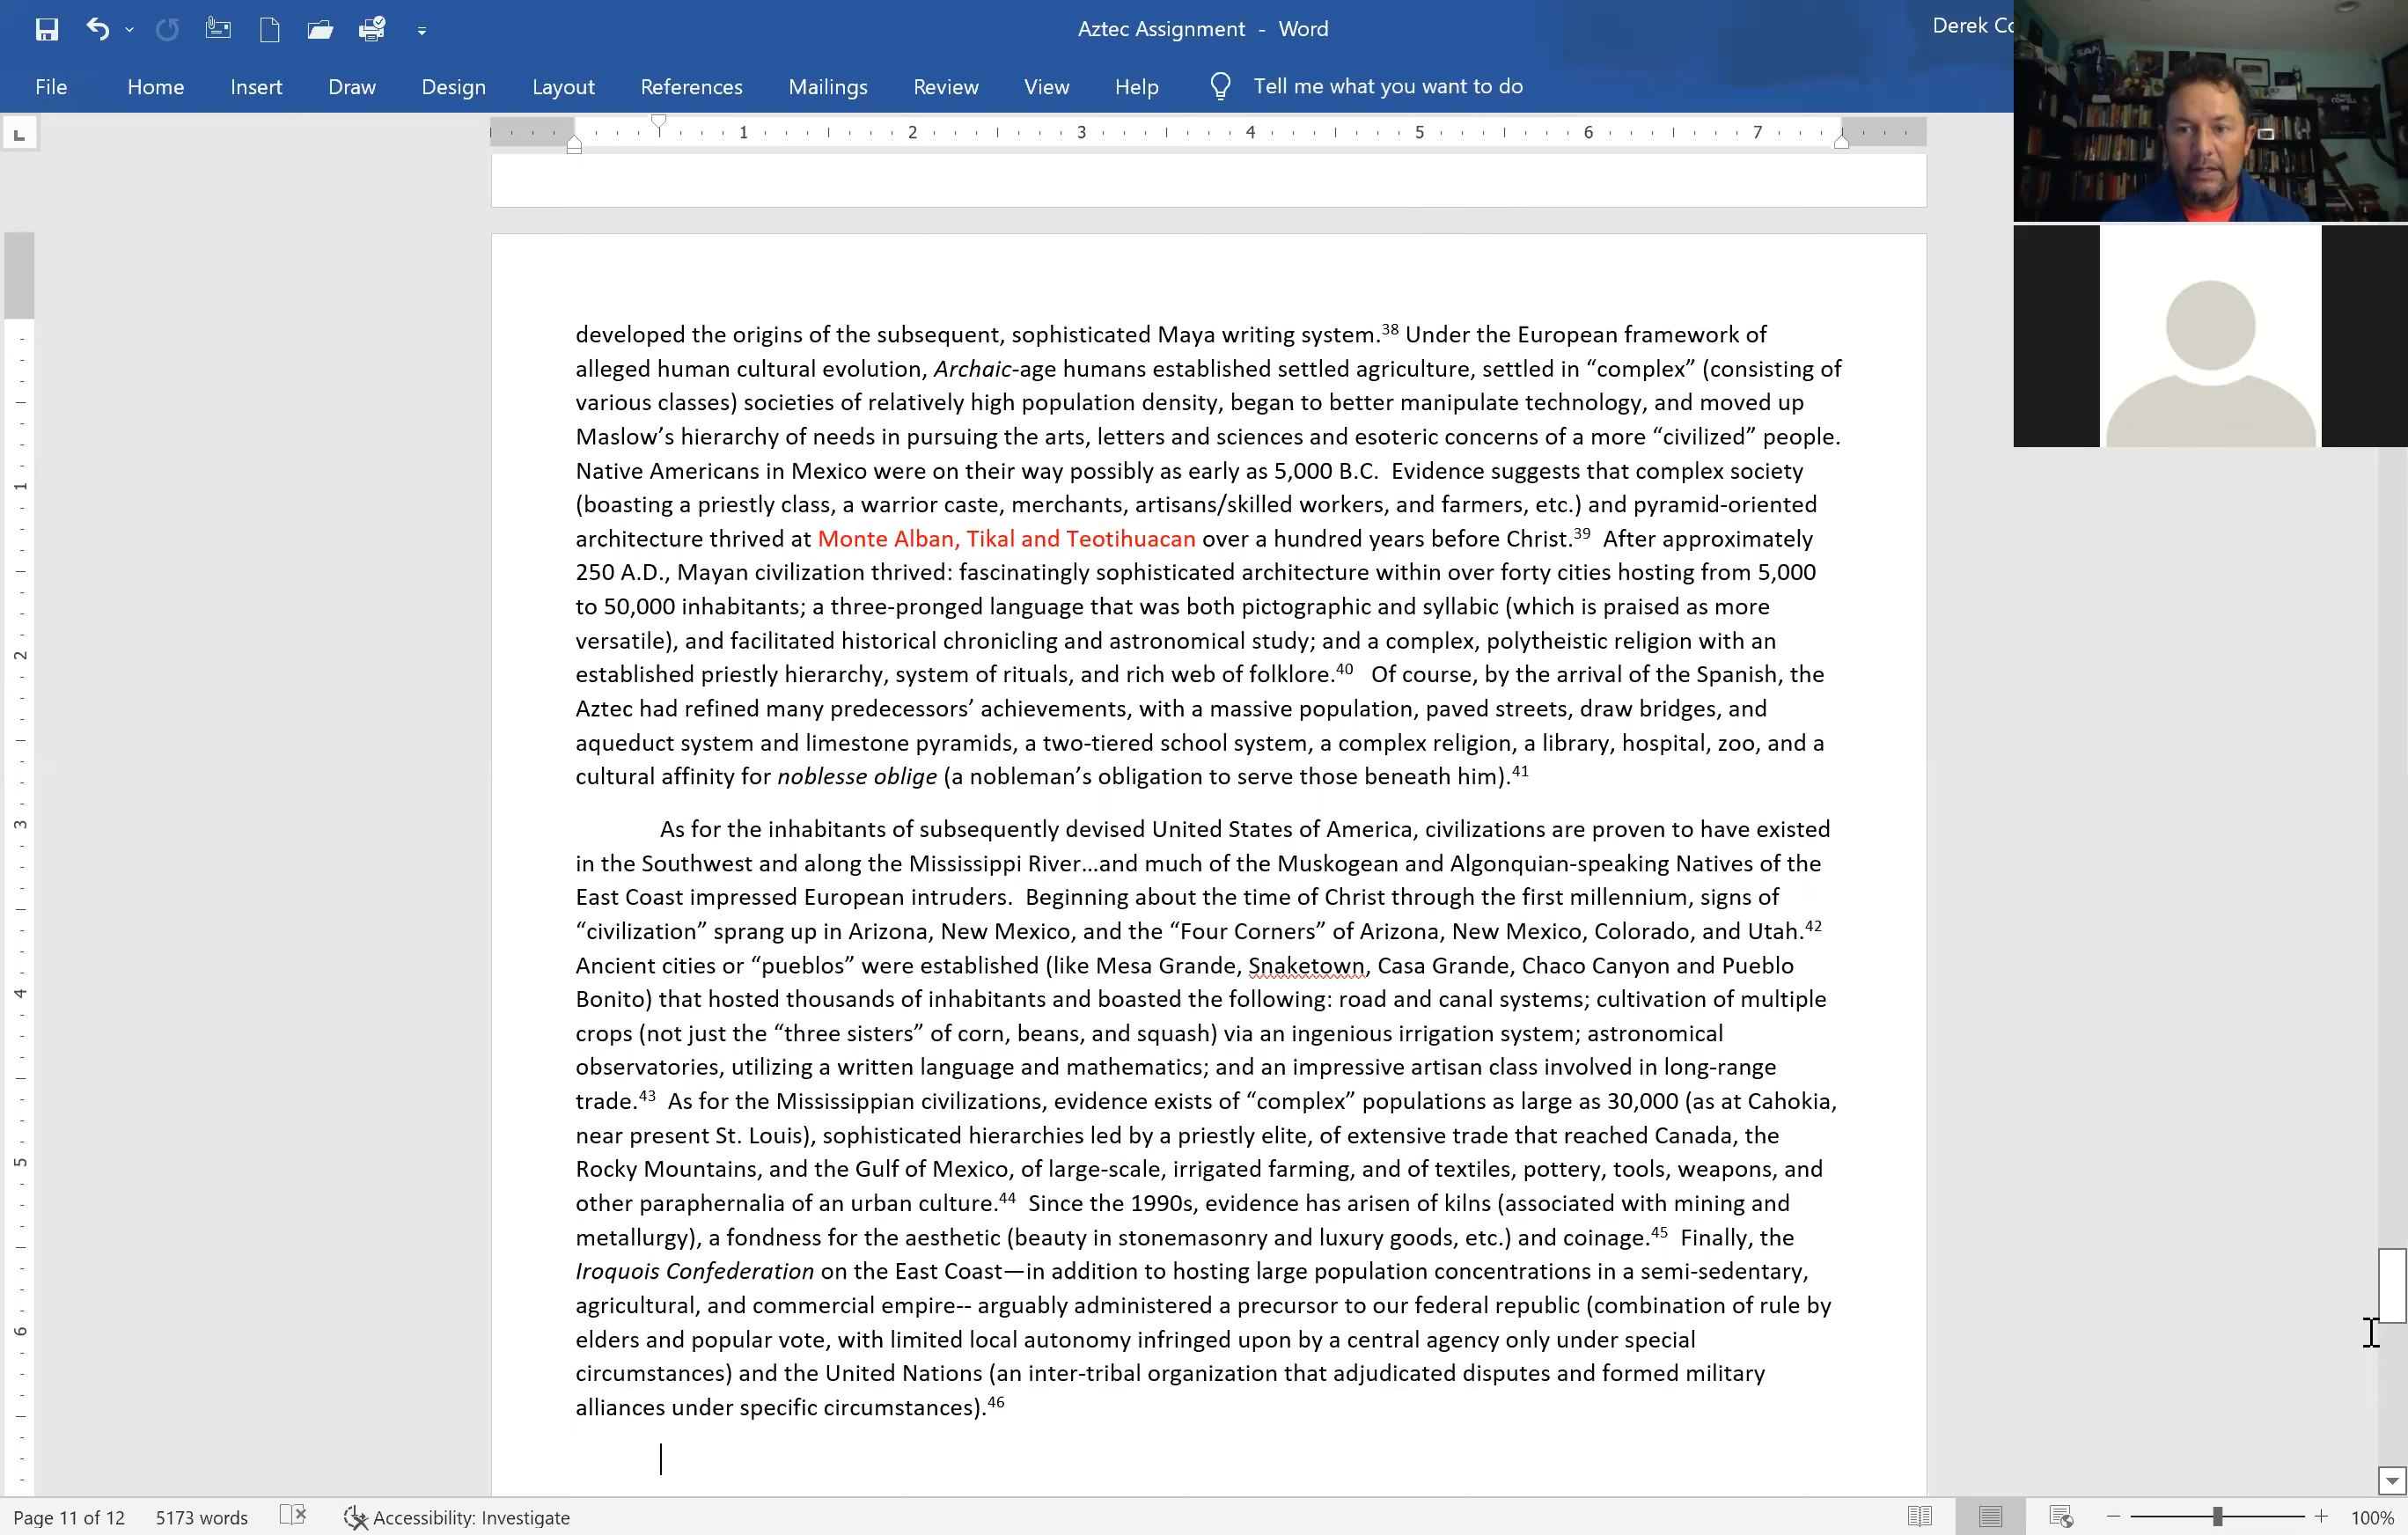 Aztec Assignment - Word
Derek Co
File Home Insert Draw Design Layout References Mailings Review View Help Tell me what you want to do
1 2 3 4 5 6 7
developed the origins of the subsequent, sophisticated Maya writing system.38 Under the European framework of
alleged human cultural evolution, Archaic-age humans established settled agriculture, settled in “complex” (consisting of
various classes) societies of relatively high population density, began to better manipulate technology, and moved up
Maslow’s hierarchy of needs in pursuing the arts, letters and sciences and esoteric concerns of a more “civilized” people.
Native Americans in Mexico were on their way possibly as early as 5,000 B.C.  Evidence suggests that complex society
(boasting a priestly class, a warrior caste, merchants, artisans/skilled workers, and farmers, etc.) and pyramid-oriented
architecture thrived at Monte Alban, Tikal and Teotihuacan over a hundred years before Christ.39  After approximately
250 A.D., Mayan civilization thrived: fascinatingly sophisticated architecture within over forty cities hosting from 5,000
to 50,000 inhabitants; a three-pronged language that was both pictographic and syllabic (which is praised as more
versatile), and facilitated historical chronicling and astronomical study; and a complex, polytheistic religion with an
established priestly hierarchy, system of rituals, and rich web of folklore.40   Of course, by the arrival of the Spanish, the
Aztec had refined many predecessors’ achievements, with a massive population, paved streets, draw bridges, and
aqueduct system and limestone pyramids, a two-tiered school system, a complex religion, a library, hospital, zoo, and a
cultural affinity for noblesse oblige (a nobleman’s obligation to serve those beneath him).41
As for the inhabitants of subsequently devised United States of America, civilizations are proven to have existed
in the Southwest and along the Mississippi River…and much of the Muskogean and Algonquian-speaking Natives of the
East Coast impressed European intruders.  Beginning about the time of Christ through the first millennium, signs of
“civilization” sprang up in Arizona, New Mexico, and the “Four Corners” of Arizona, New Mexico, Colorado, and Utah.42
Ancient cities or “pueblos” were established (like Mesa Grande, Snaketown, Casa Grande, Chaco Canyon and Pueblo
Bonito) that hosted thousands of inhabitants and boasted the following: road and canal systems; cultivation of multiple
crops (not just the “three sisters” of corn, beans, and squash) via an ingenious irrigation system; astronomical
observatories, utilizing a written language and mathematics; and an impressive artisan class involved in long-range
trade.43  As for the Mississippian civilizations, evidence exists of “complex” populations as large as 30,000 (as at Cahokia,
near present St. Louis), sophisticated hierarchies led by a priestly elite, of extensive trade that reached Canada, the
Rocky Mountains, and the Gulf of Mexico, of large-scale, irrigated farming, and of textiles, pottery, tools, weapons, and
other paraphernalia of an urban culture.44  Since the 1990s, evidence has arisen of kilns (associated with mining and
metallurgy), a fondness for the aesthetic (beauty in stonemasonry and luxury goods, etc.) and coinage.45  Finally, the
Iroquois Confederation on the East Coast—in addition to hosting large population concentrations in a semi-sedentary,
agricultural, and commercial empire-- arguably administered a precursor to our federal republic (combination of rule by
elders and popular vote, with limited local autonomy infringed upon by a central agency only under special
circumstances) and the United Nations (an inter-tribal organization that adjudicated disputes and formed military
alliances under specific circumstances).46
1
2
3
4
5
6
Page 11 of 12 5173 words Accessibility: Investigate 100%